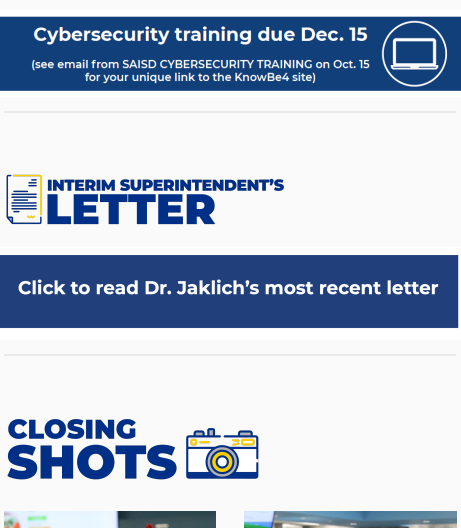 Cybersecurity training due Dec. 15
(see email from SAISD CYBERSECURITY TRAINING on Oct. 15
for your unique link to the KnowBe4 site)
INTERIM SUPERINTENDENT'S
LETTER
Click to read Dr. Jaklich's most recent letter
CLOSING
SHOTS